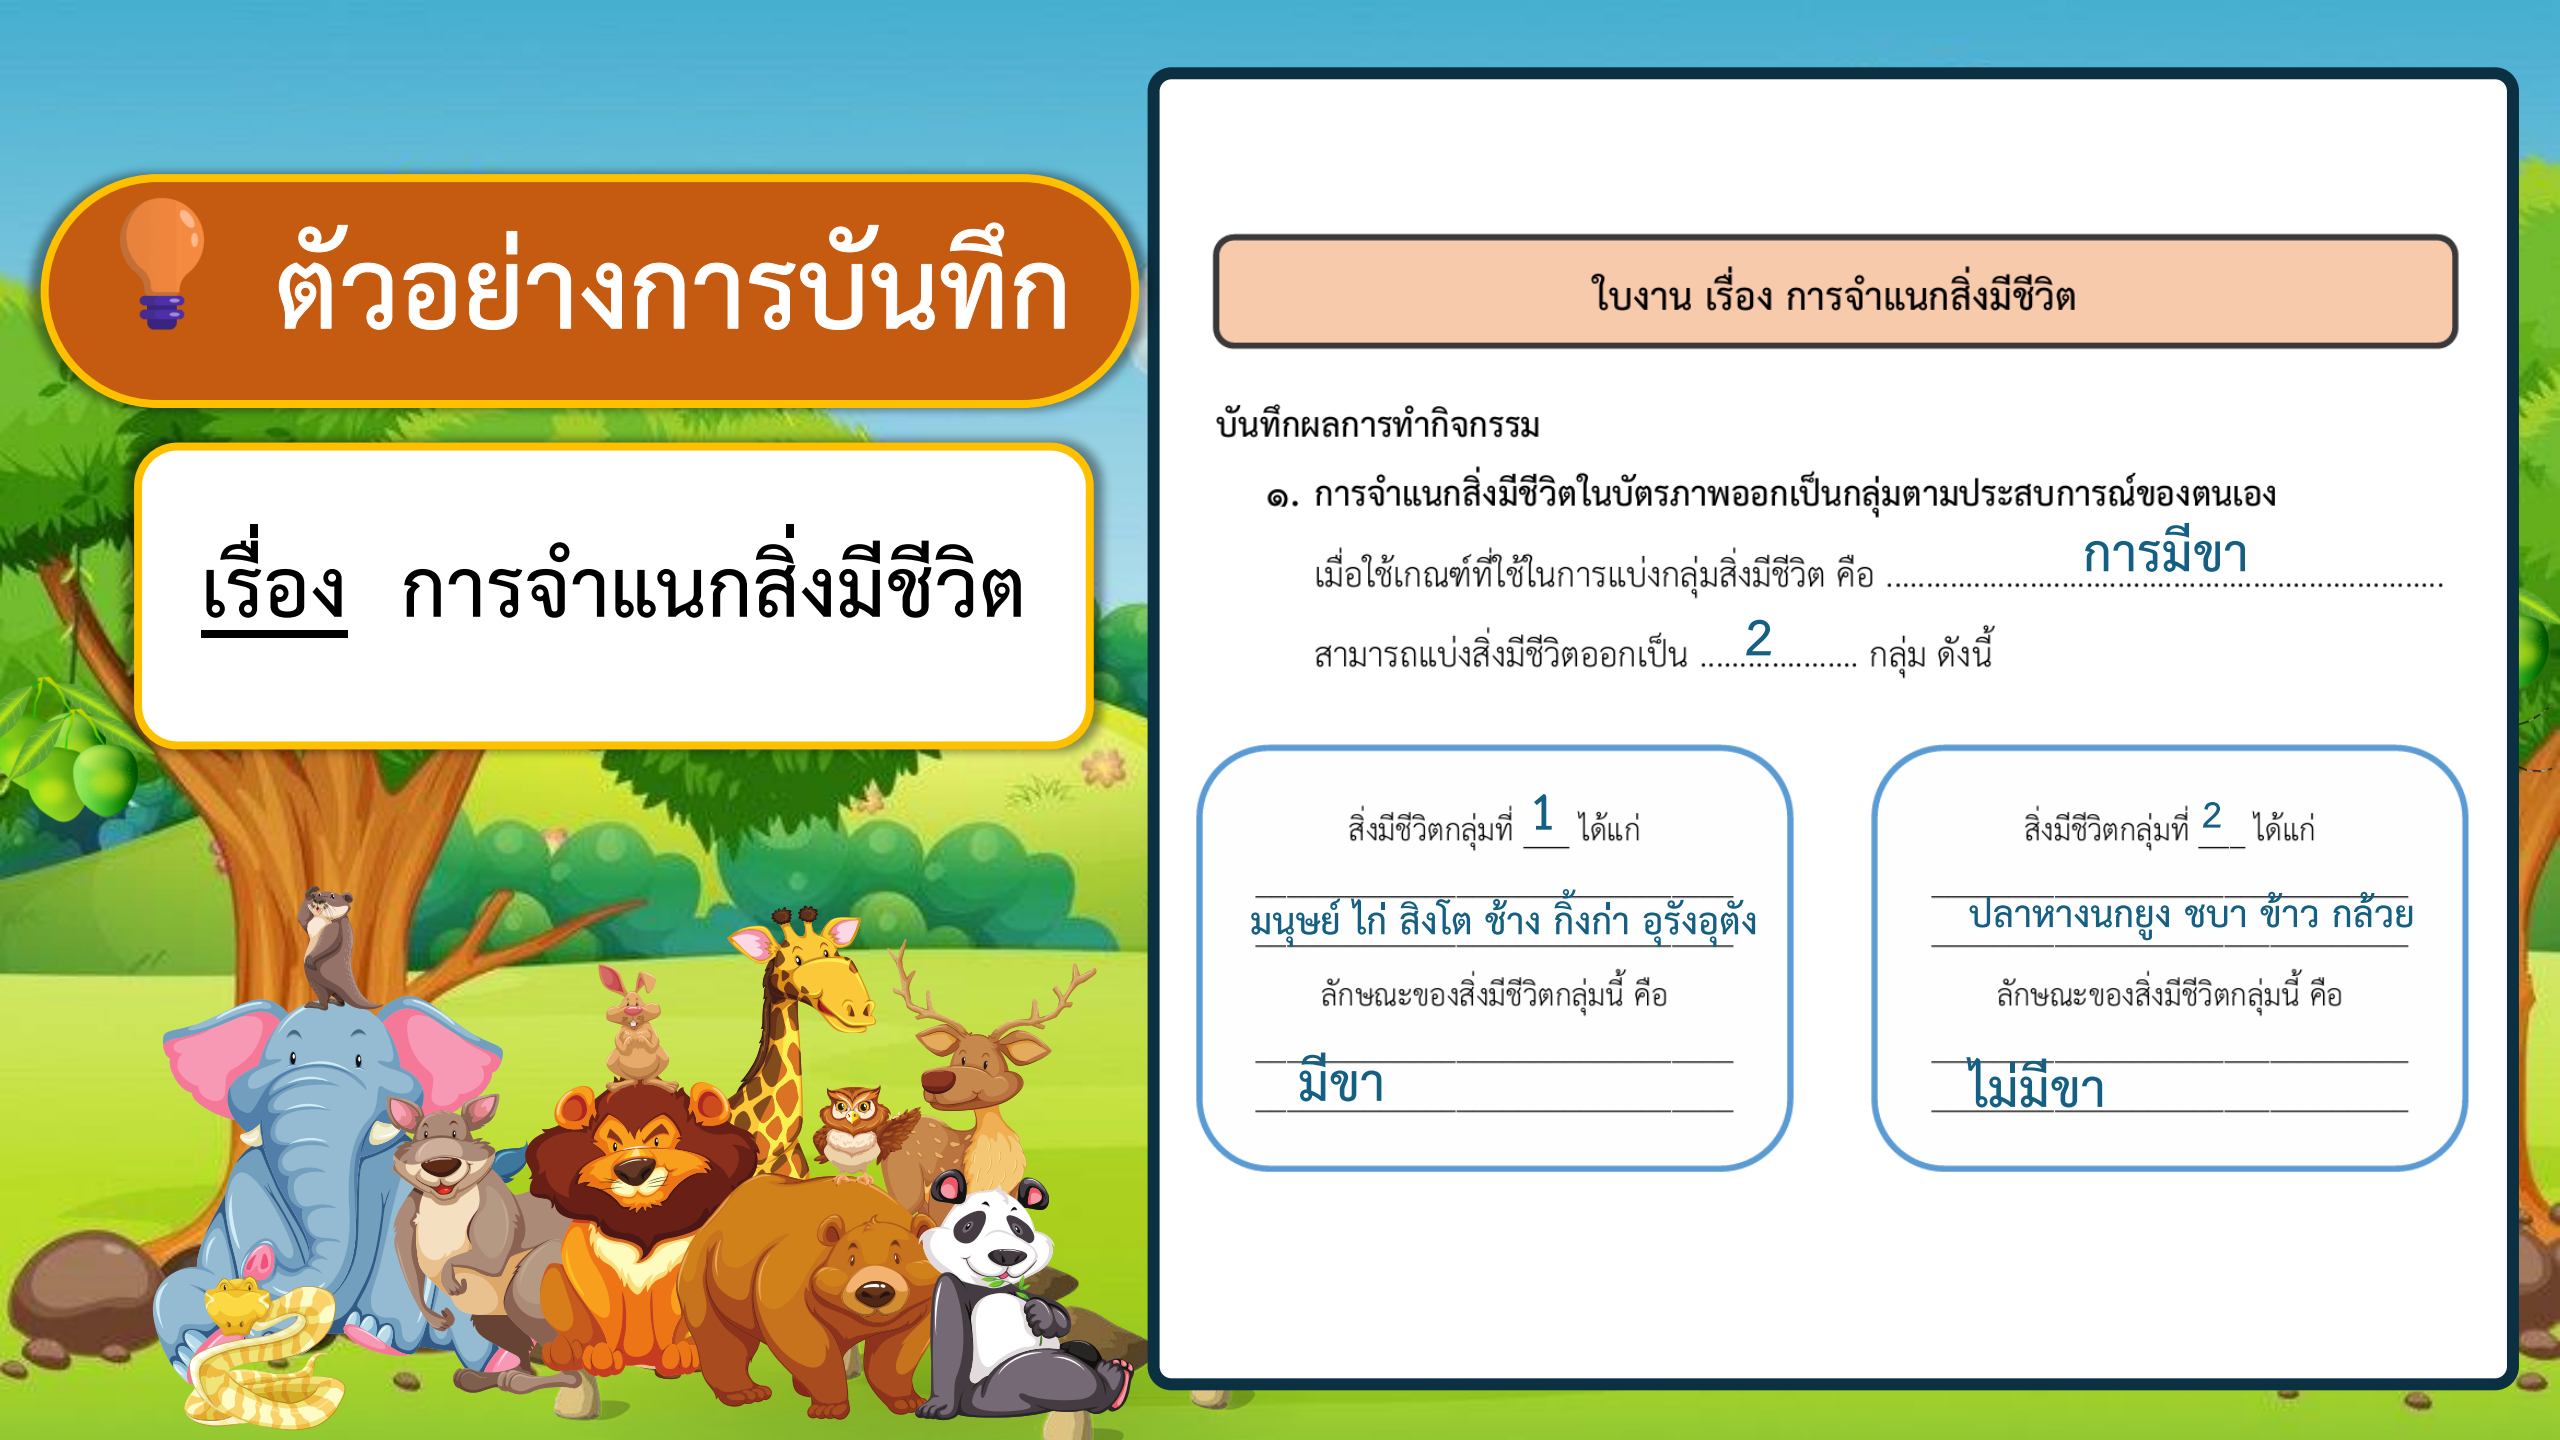 ตัวอย่างการบันทึก
เรื่อง การจำแนกสิ่งมีชีวิต
ใบงาน เรื่อง การจำแนกสิ่งมีชีวิต
บันทึกผลการทำกิจกรรม
๑. การจำแนกสิ่งมีชีวิตในบัตรภาพออกเป็นกลุ่มตามประสบการณ์ของตนเอง
เมื่อใช้เกณฑ์ที่ใช้ในการแบ่งกลุ่มสิ่งมีชีวิต คือ การมีขา
สามารถแบ่งสิ่งมีชีวิตออกเป็น 2 กลุ่ม ดังนี้
สิ่งมีชีวิตกลุ่มที่ 1 ได้แก่
มนุษย์ ไก่ สิงโต ช้าง กิ้งก่า อุรังอุตัง
ลักษณะของสิ่งมีชีวิตกลุ่มนี้ คือ
มีขา
สิ่งมีชีวิตกลุ่มที่ 2 ได้แก่
ปลาหางนกยูง ชบา ข้าว กล้วย
ลักษณะของสิ่งมีชีวิตกลุ่มนี้ คือ
ไม่มีขา